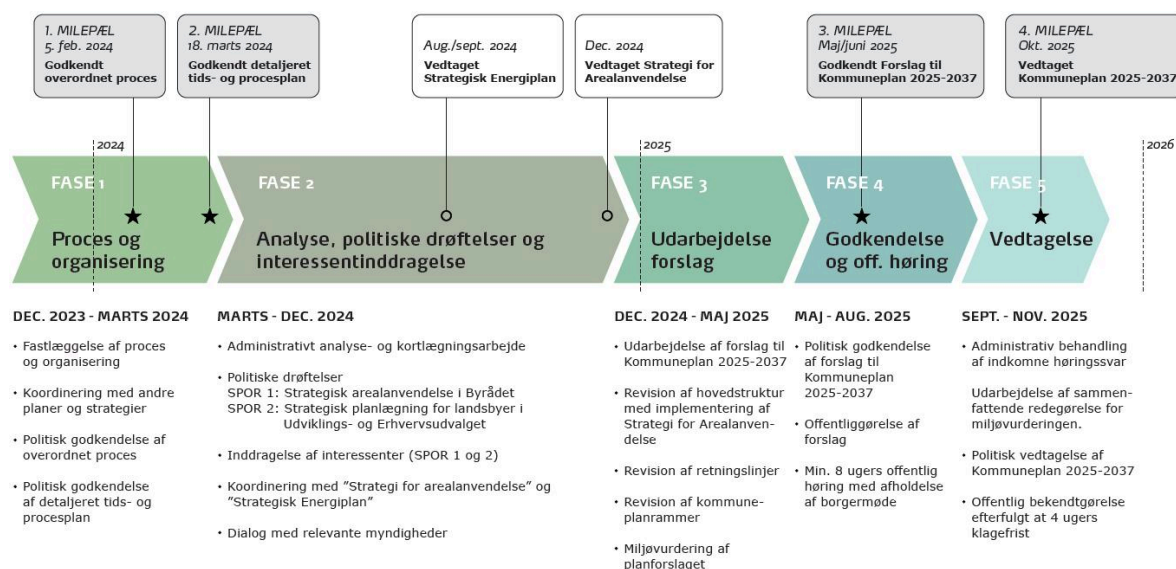 1. MILEPÆL
5. feb. 2024
Godkendt
overordnet proces
2. MILEPÆL
18. marts 2024
Godkendt detaljeret
tids- og procesplan
Aug./sept. 2024
Vedtaget
Strategisk Energiplan
Dec. 2024
Vedtaget Strategi for
Arealanvendelse
3. MILEPÆL
Maj/juni 2025
Godkendt Forslag til
Kommuneplan 2025-2037
4. MILEPÆL
Okt. 2025
Vedtaget
Kommuneplan 2025-2037
2024
2025
2026
FASE 1
Proces og
organisering
FASE 2
Analyse, politiske drøftelser og
interessentinddragelse
FASE 3
Udarbejdelse
forslag
FASE 4
Godkendelse
og off. høring
FASE 5
Vedtagelse
DEC. 2023 - MARTS 2024
• Fastlæggelse af proces
og organisering
• Koordinering med andre
planer og strategier
• Politisk godkendelse af
overordnet proces
• Politisk godkendelse
af detaljeret tids- og
procesplan
MARTS - DEC. 2024
• Administrativt analyse- og kortlægningsarbejde
• Politiske drøftelser
SPOR 1: Strategisk arealanvendelse i Byrådet
SPOR 2: Strategisk planlægning for landsbyer i
Udviklings- og Erhvervsudvalget
• Inddragelse af interessenter (SPOR 1 og 2)
• Koordinering med ”Strategi for arealanvendelse” og
”Strategisk Energiplan”
• Dialog med relevante myndigheder
DEC. 2024 - MAJ 2025
• Udarbejdelse af forslag til
Kommuneplan 2025-2037
• Revision af hovedstruktur
med implementering af
Strategi for Arealanven-
delse
• Revision af retningslinjer
• Revision af kommune-
planrammer
• Miljøvurdering af
planforslaget
MAJ - AUG. 2025
• Politisk godkendelse
af forslag til
Kommuneplan
2025-2037
• Offentliggørelse af
forslag
• Min. 8 ugers offentlig
høring med afholdelse
af borgermøde
SEPT. - NOV. 2025
• Administrativ behandling
af indkomne høringssvar
Udarbejdelse af sammen-
fattende redegørelse for
miljøvurderingen.
• Politisk vedtagelse af
Kommuneplan 2025-2037
• Offentlig bekendtgørelse
efterfulgt at 4 ugers
klagefrist